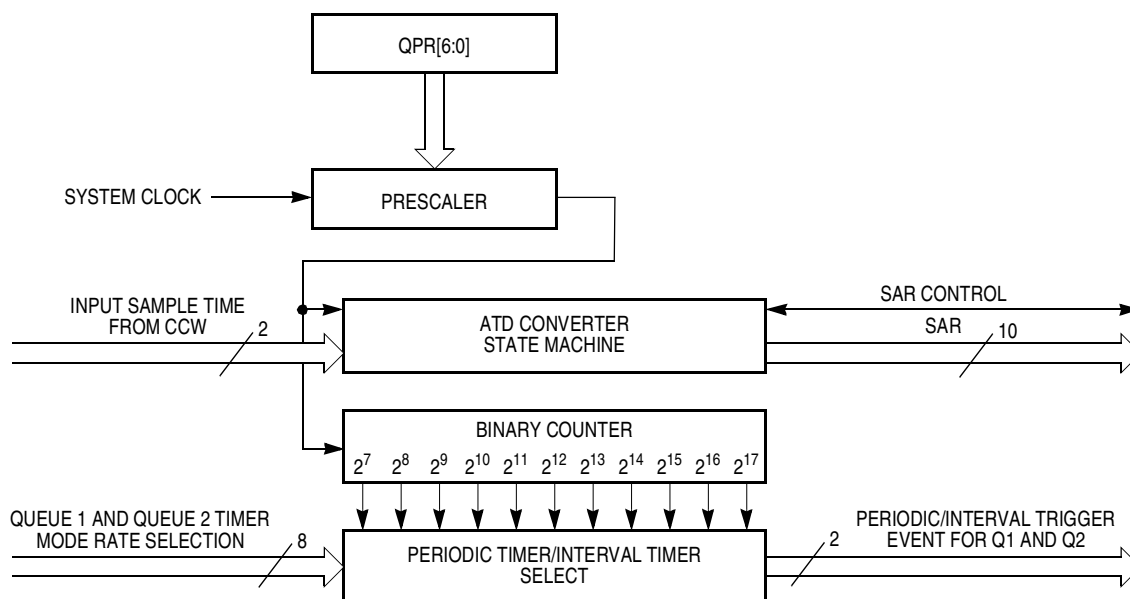 QPR[6:0]
SYSTEM CLOCK
PRESCALER
INPUT SAMPLE TIME
FROM CCW
2
ATD CONVERTER
STATE MACHINE
SAR CONTROL
SAR
10
BINARY COUNTER
2^7 2^8 2^9 2^10 2^11 2^12 2^13 2^14 2^15 2^16 2^17
QUEUE 1 AND QUEUE 2 TIMER
MODE RATE SELECTION
8
PERIODIC TIMER/INTERVAL TIMER
SELECT
2
PERIODIC/INTERVAL TRIGGER
EVENT FOR Q1 AND Q2